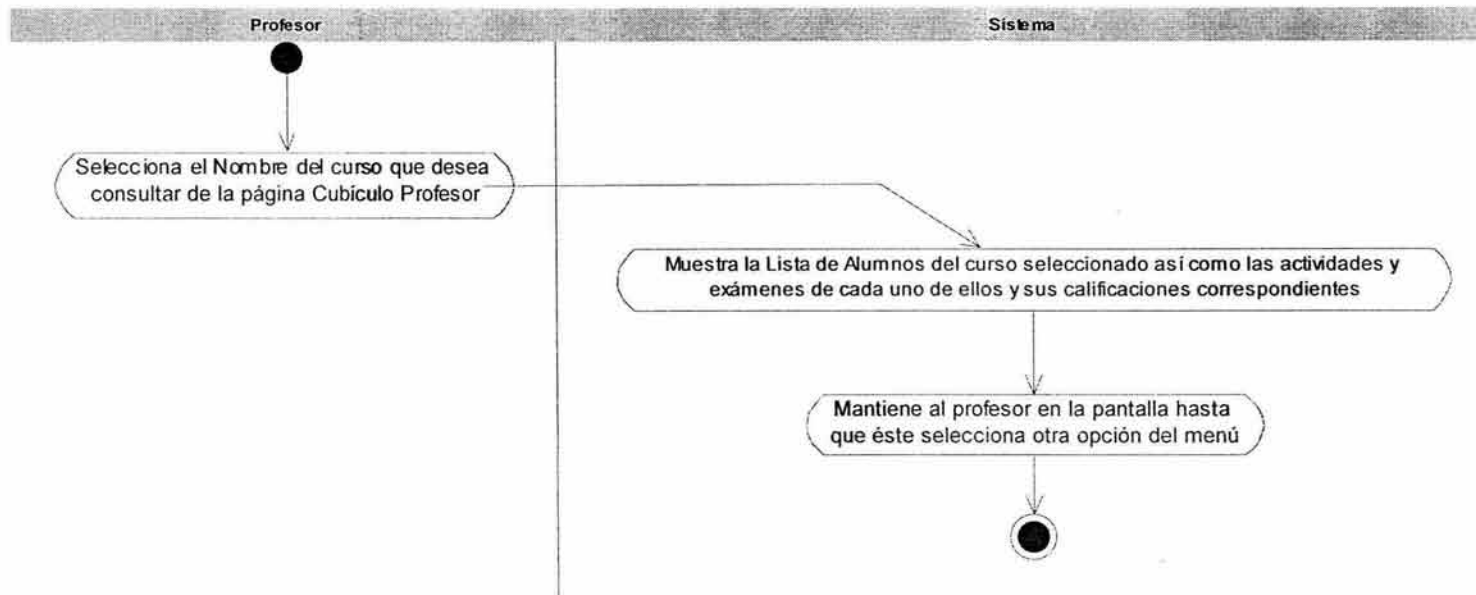 Profesor
Sistema
Selecciona el Nombre del curso que desea
consultar de la página Cubículo Profesor
Muestra la Lista de Alumnos del curso seleccionado así como las actividades y
exámenes de cada uno de ellos y sus calificaciones correspondientes
Mantiene al profesor en la pantalla hasta
que éste selecciona otra opción del menú